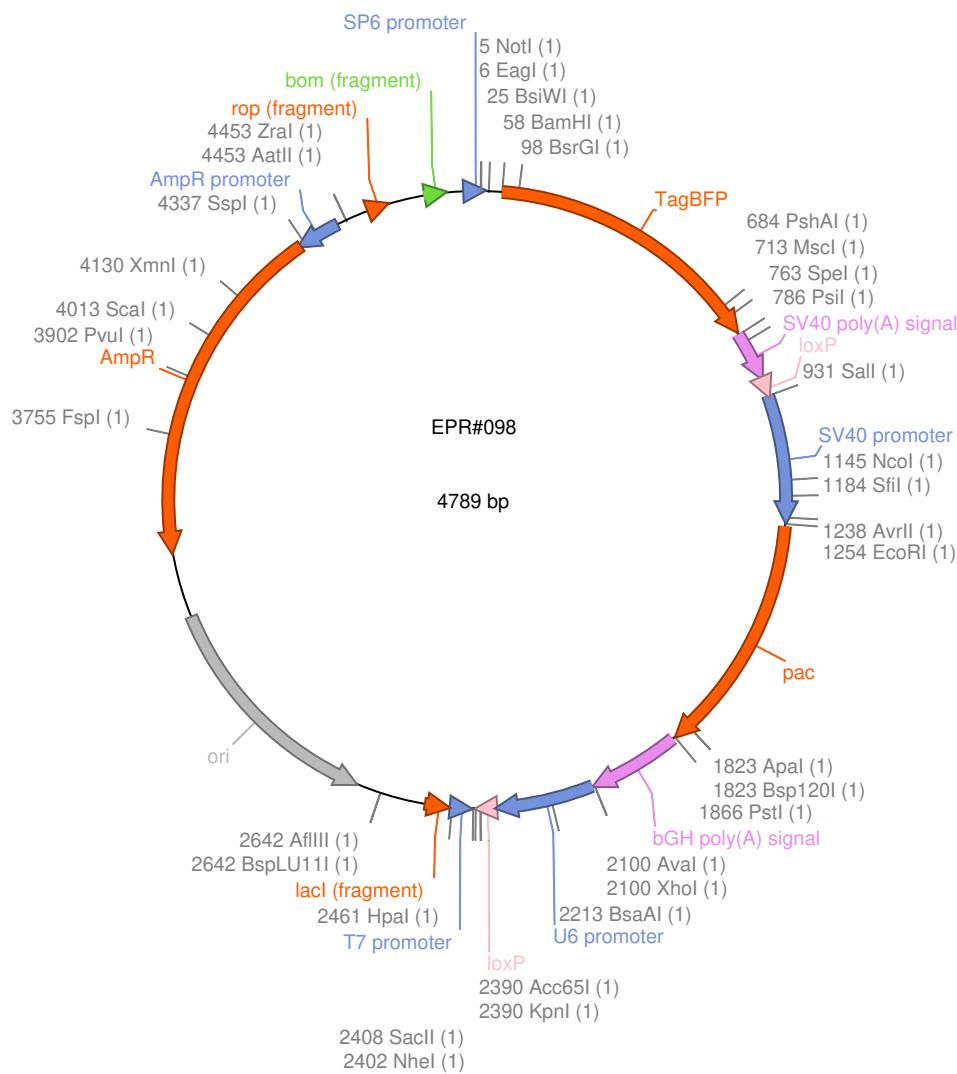 SP6 promoter
5 NotI (1)
6 EagI (1)
25 BsiWI (1)
58 BamHI (1)
98 BsrGI (1)
bom (fragment)
rop (fragment)
4453 ZraI (1)
4453 AatII (1)
AmpR promoter
4337 SspI (1)
4130 XmnI (1)
4013 ScaI (1)
3902 PvuI (1)
AmpR
3755 FspI (1)
TagBFP
684 PshAI (1)
713 MscI (1)
763 SpeI (1)
786 PsiI (1)
SV40 poly(A) signal
loxP
931 SalI (1)
SV40 promoter
1145 NcoI (1)
1184 SfiI (1)
1238 AvrII (1)
1254 EcoRI (1)
EPR#098
4789 bp
pac
ori
1823 ApaI (1)
1823 Bsp120I (1)
1866 PstI (1)
bGH poly(A) signal
2100 AvaI (1)
2100 XhoI (1)
2213 BsaAI (1)
U6 promoter
2642 AflIII (1)
2642 BspLU11I (1)
lacI (fragment)
2461 HpaI (1)
T7 promoter
loxP
2390 Acc65I (1)
2390 KpnI (1)
2408 SacII (1)
2402 NheI (1)